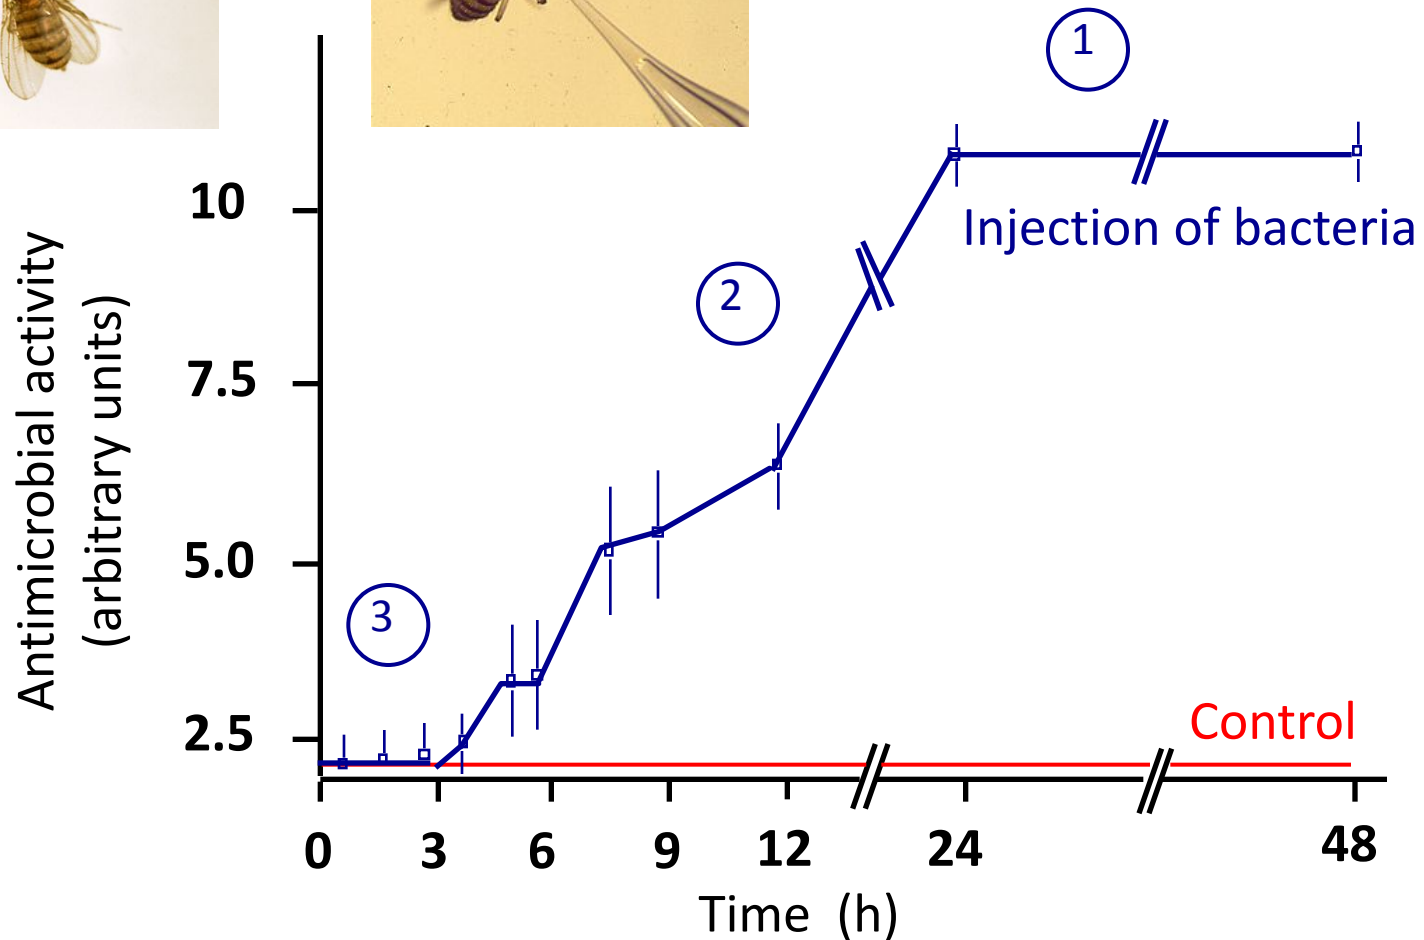 1
10
Injection of bacteria
2
7.5
Antimicrobial activity
(arbitrary units)
5.0
3
2.5
Control
0 3 6 9 12 24 48
Time (h)